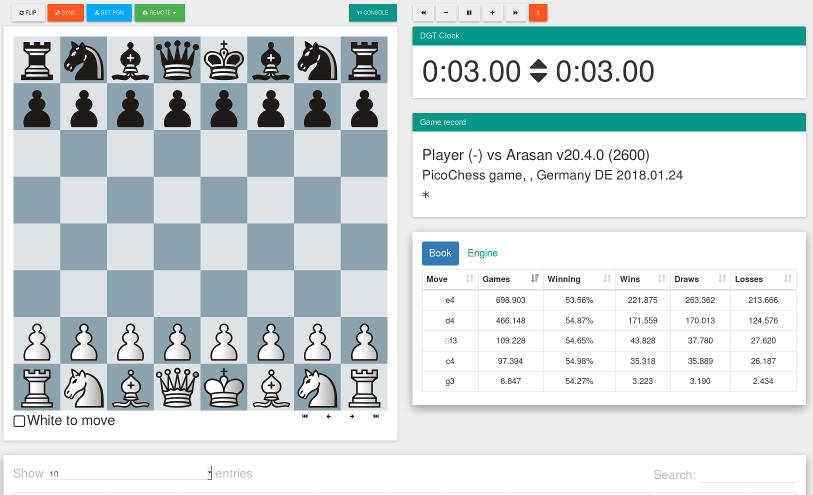 FLIP SYNC GET PGN REMOTE CONSOLE
DGT Clock
0:03.00 0:03.00
Game record
Player (-) vs Arasan v20.4.0 (2600)
PicoChess game, , Germany DE 2018.01.24
*
Book Engine
Move Games Winning Wins Draws Losses
e4 698.903 53.56% 221.875 263.362 213.666
d4 466.148 54.87% 171.559 170.013 124.576
♘f3 109.228 54.65% 43.828 37.780 27.620
c4 97.394 54.98% 35.318 35.889 26.187
g3 8.847 54.27% 3.223 3.190 2.434
White to move
Show 10 entries
Search: